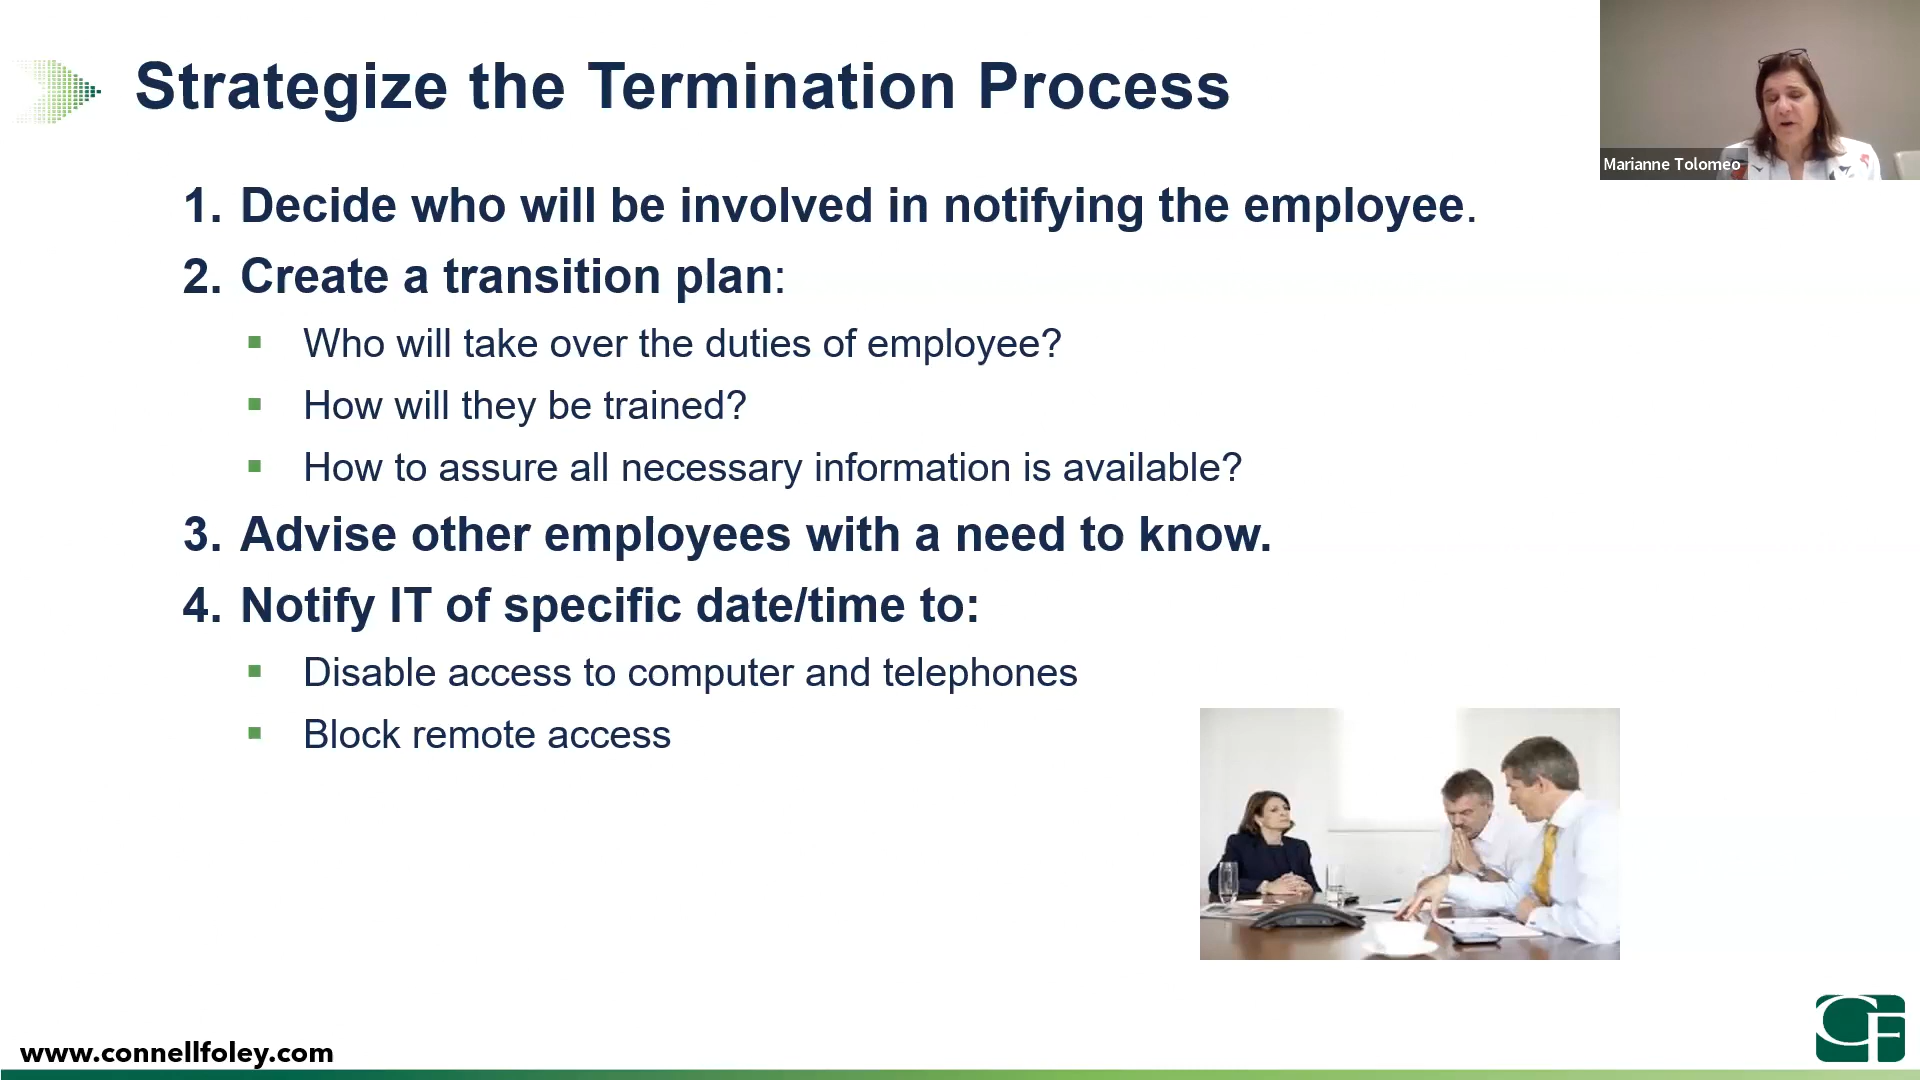 Strategize the Termination Process
Marianne Tolomeo
1. Decide who will be involved in notifying the employee.
2. Create a transition plan:
▪ Who will take over the duties of employee?
▪ How will they be trained?
▪ How to assure all necessary information is available?
3. Advise other employees with a need to know.
4. Notify IT of specific date/time to:
▪ Disable access to computer and telephones
▪ Block remote access
CF
www.connellfoley.com